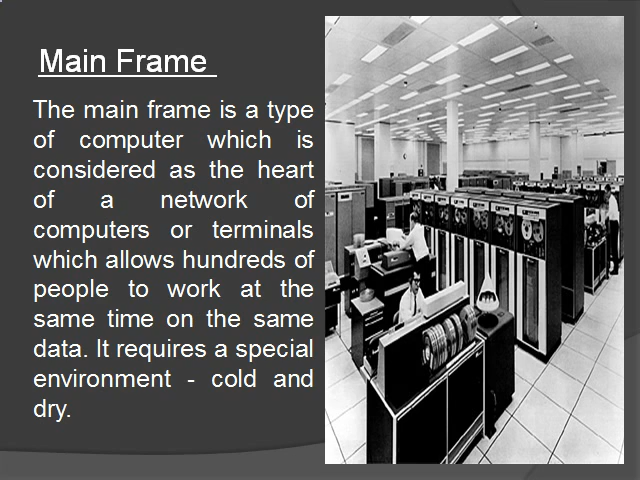 Main Frame
The main frame is a type
of computer which is
considered as the heart
of a network of
computers or terminals
which allows hundreds of
people to work at the
same time on the same
data. It requires a special
environment - cold and
dry.